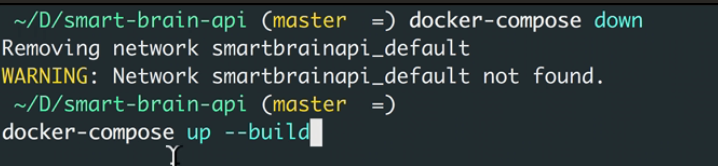 ~/D/smart-brain-api (master =) docker-compose down
Removing network smartbrainapi_default
WARNING: Network smartbrainapi_default not found.
~/D/smart-brain-api (master =)
docker-compose up --build